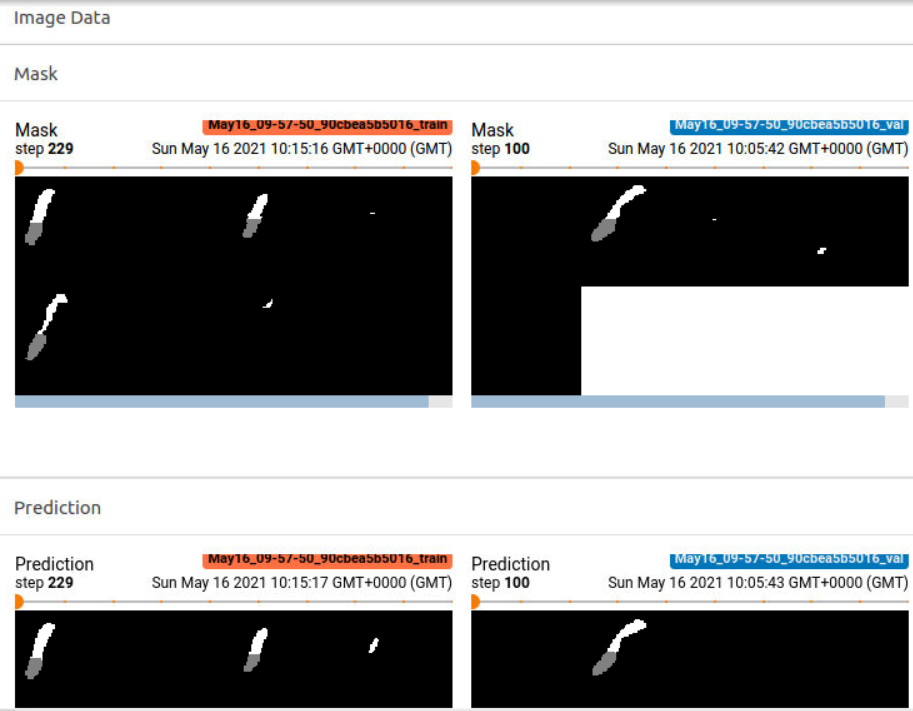 Image Data
Mask
May16_09-57-50_90cbea5b5016_train
Mask
step 229 Sun May 16 2021 10:15:16 GMT+0000 (GMT)
May16_09-57-50_90cbea5b5016_val
Mask
step 100 Sun May 16 2021 10:05:42 GMT+0000 (GMT)
Prediction
May16_09-57-50_90cbea5b5016_train
Prediction
step 229 Sun May 16 2021 10:15:17 GMT+0000 (GMT)
May16_09-57-50_90cbea5b5016_val
Prediction
step 100 Sun May 16 2021 10:05:43 GMT+0000 (GMT)